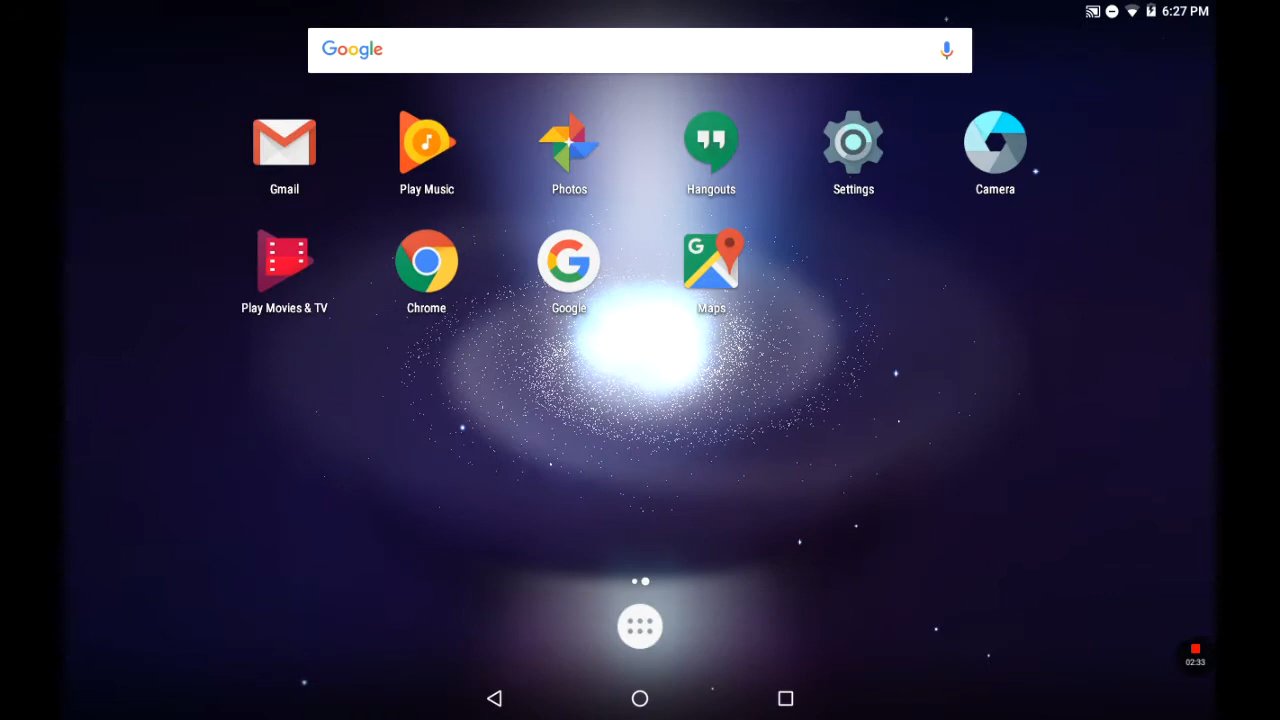 6:27 PM
Google
Gmail
Play Music
Photos
Hangouts
Settings
Camera
Play Movies & TV
Chrome
Google
Maps
02:33